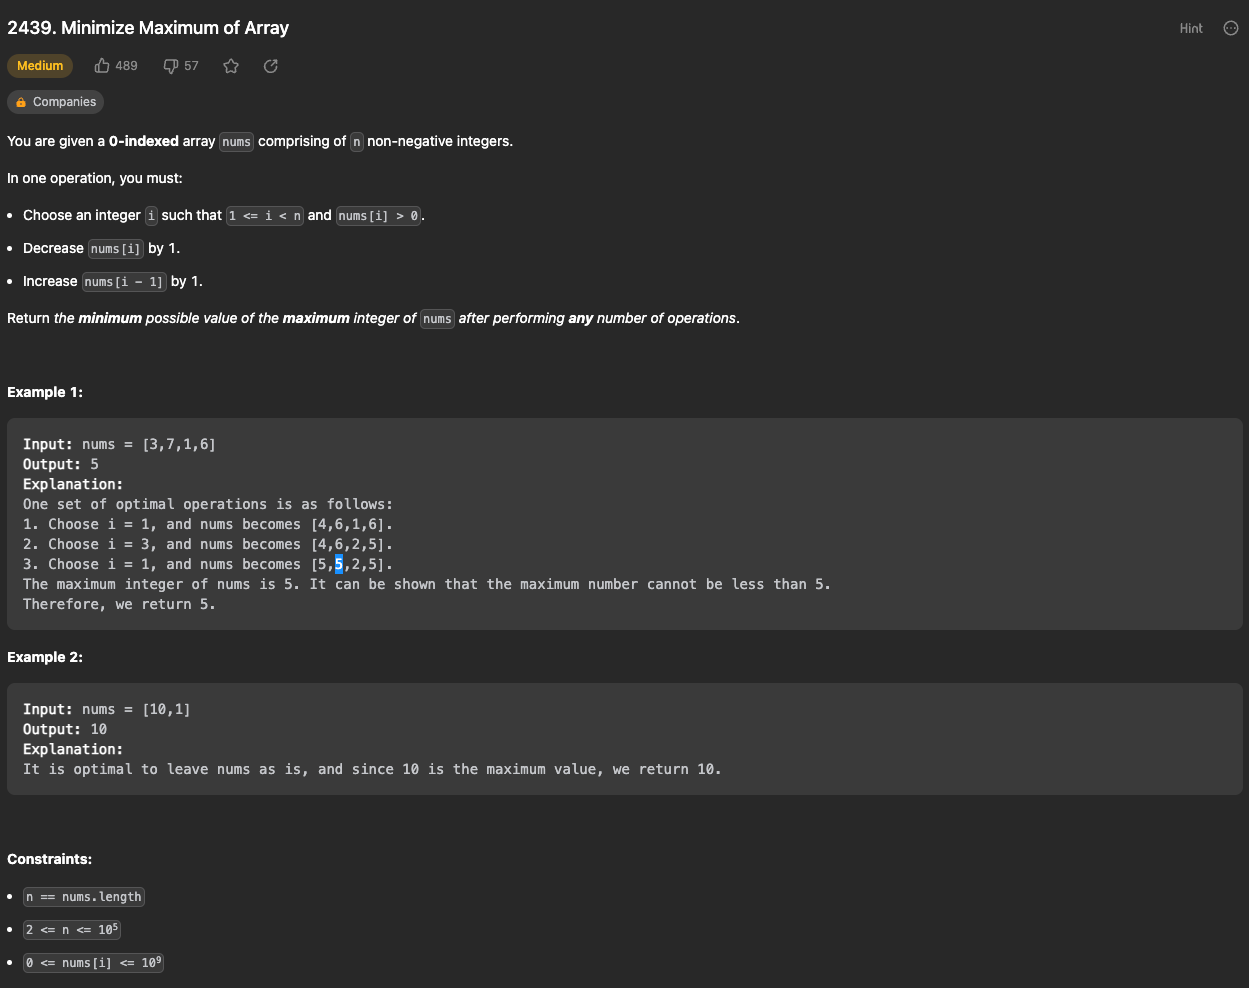 2439. Minimize Maximum of Array
Hint
Medium 489 57
Companies
You are given a 0-indexed array nums comprising of n non-negative integers.
In one operation, you must:
• Choose an integer i such that 1 <= i < n and nums[i] > 0.
• Decrease nums[i] by 1.
• Increase nums[i - 1] by 1.
Return the minimum possible value of the maximum integer of nums after performing any number of operations.
Example 1:
Input: nums = [3,7,1,6]
Output: 5
Explanation:
One set of optimal operations is as follows:
1. Choose i = 1, and nums becomes [4,6,1,6].
2. Choose i = 3, and nums becomes [4,6,2,5].
3. Choose i = 1, and nums becomes [5,5,2,5].
The maximum integer of nums is 5. It can be shown that the maximum number cannot be less than 5.
Therefore, we return 5.
Example 2:
Input: nums = [10,1]
Output: 10
Explanation:
It is optimal to leave nums as is, and since 10 is the maximum value, we return 10.
Constraints:
• n == nums.length
• 2 <= n <= 10⁵
• 0 <= nums[i] <= 10⁹